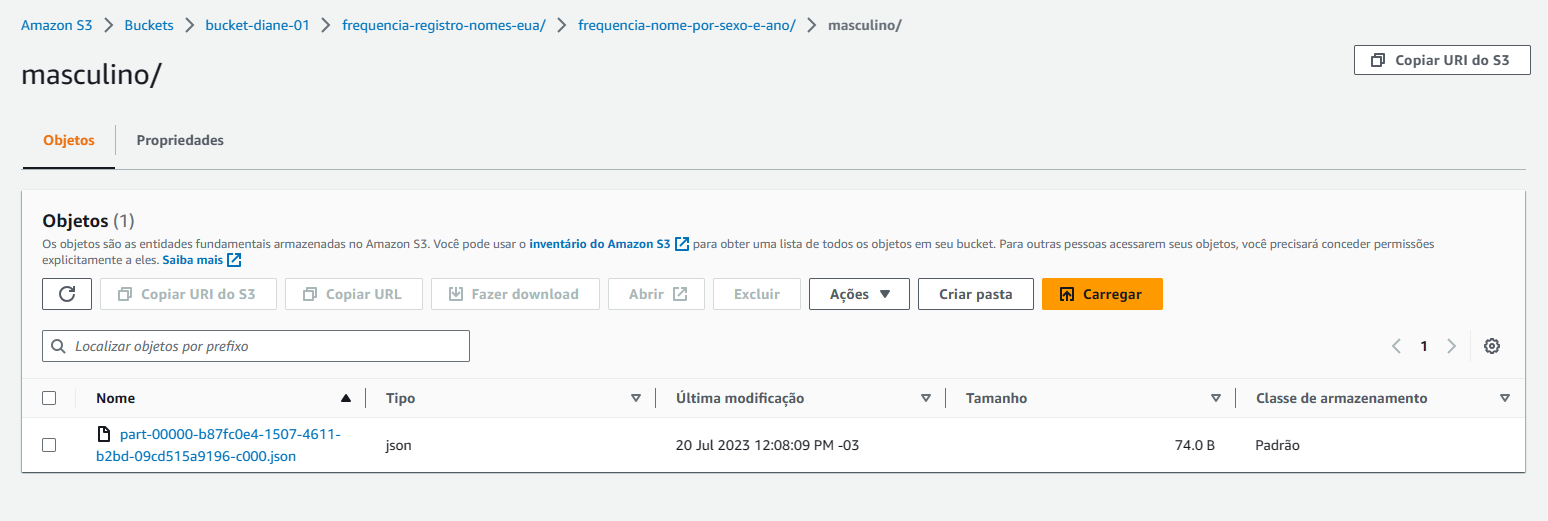 Amazon S3 > Buckets > bucket-diane-01 > frequencia-registro-nomes-eua/ > frequencia-nome-por-sexo-e-ano/ > masculino/
masculino/
Copiar URI do S3
Objetos
Propriedades
Objetos (1)
Os objetos são as entidades fundamentais armazenadas no Amazon S3. Você pode usar o inventário do Amazon S3 para obter uma lista de todos os objetos em seu bucket. Para outras pessoas acessarem seus objetos, você precisará conceder permissões
explicitamente a eles. Saiba mais
Copiar URI do S3
Copiar URL
Fazer download
Abrir
Excluir
Ações
Criar pasta
Carregar
Localizar objetos por prefixo
1
Nome
Tipo
Última modificação
Tamanho
Classe de armazenamento
part-00000-b87fc0e4-1507-4611-
b2bd-09cd515a9196-c000.json
json
20 Jul 2023 12:08:09 PM -03
74.0 B
Padrão